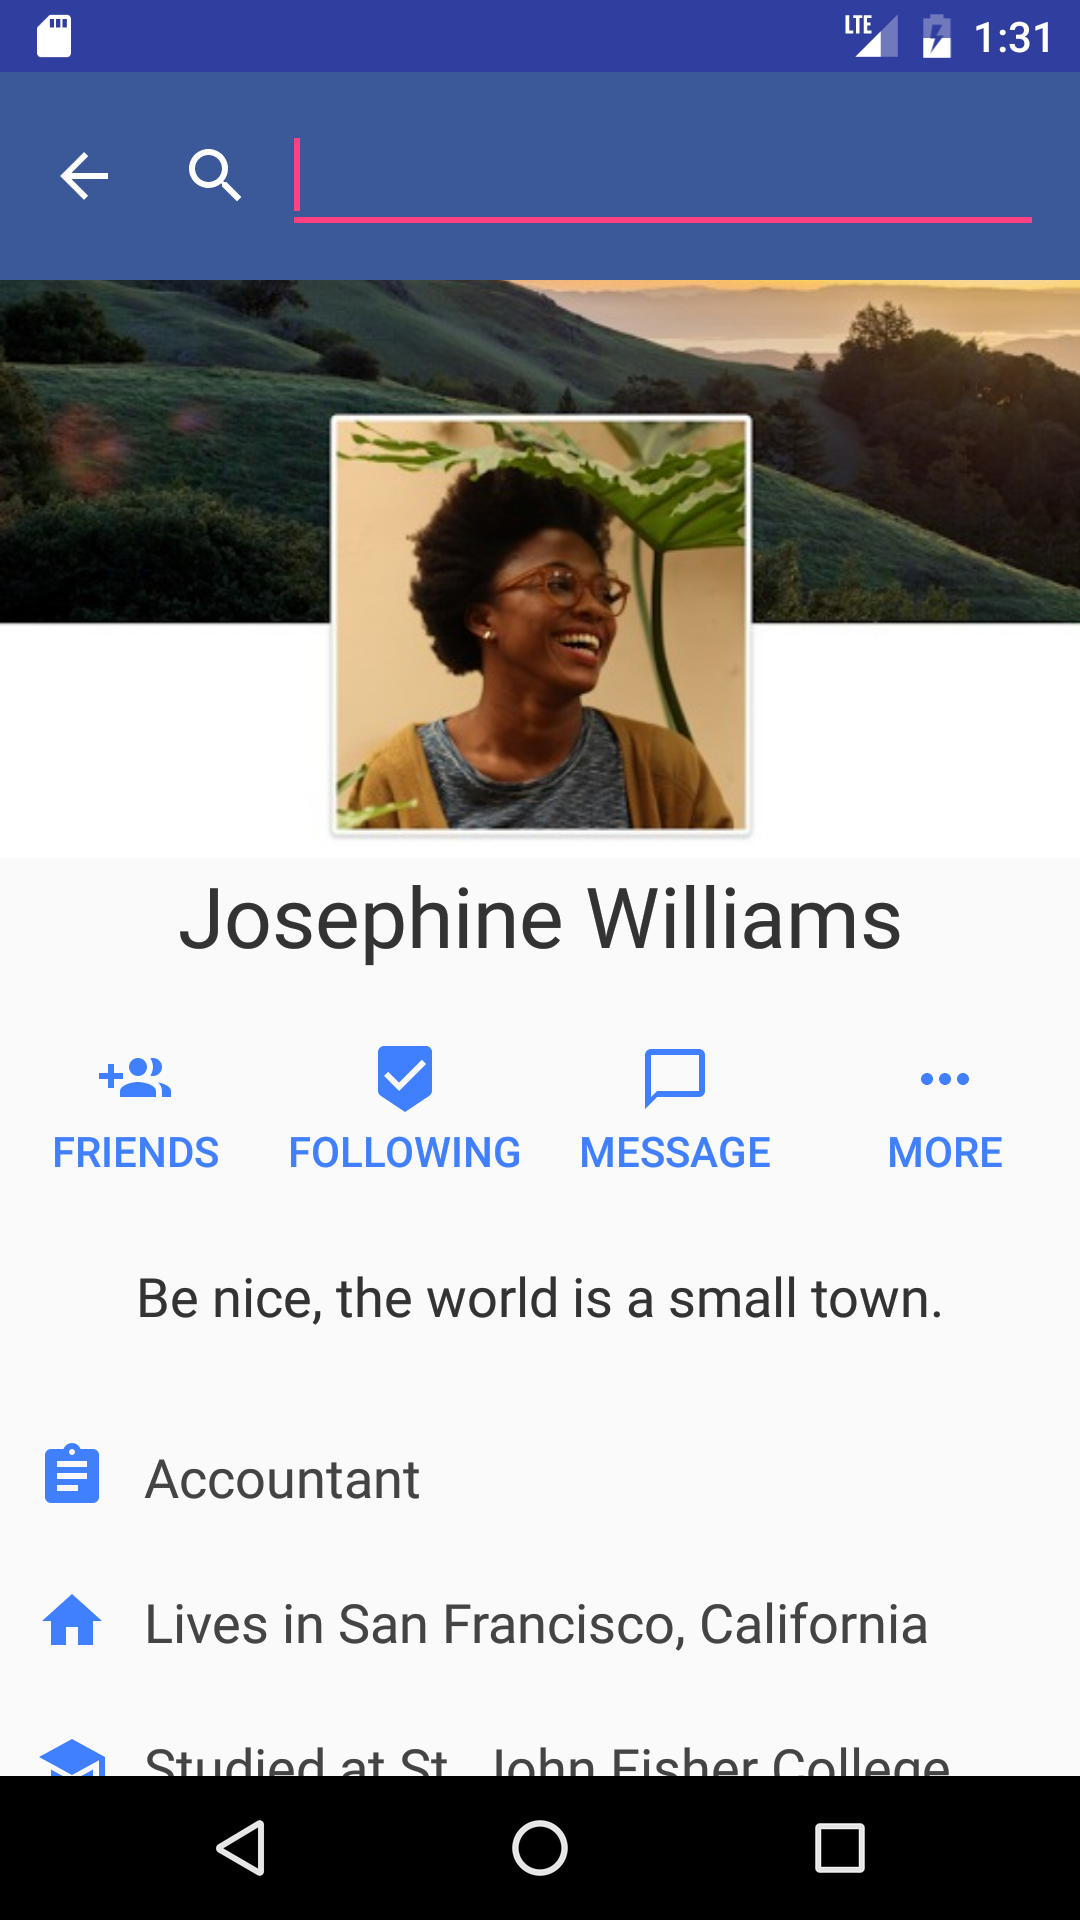 LTE 1:31
Josephine Williams
FRIENDS FOLLOWING MESSAGE MORE
Be nice, the world is a small town.
Accountant
Lives in San Francisco, California
Studied at St. John Fisher College